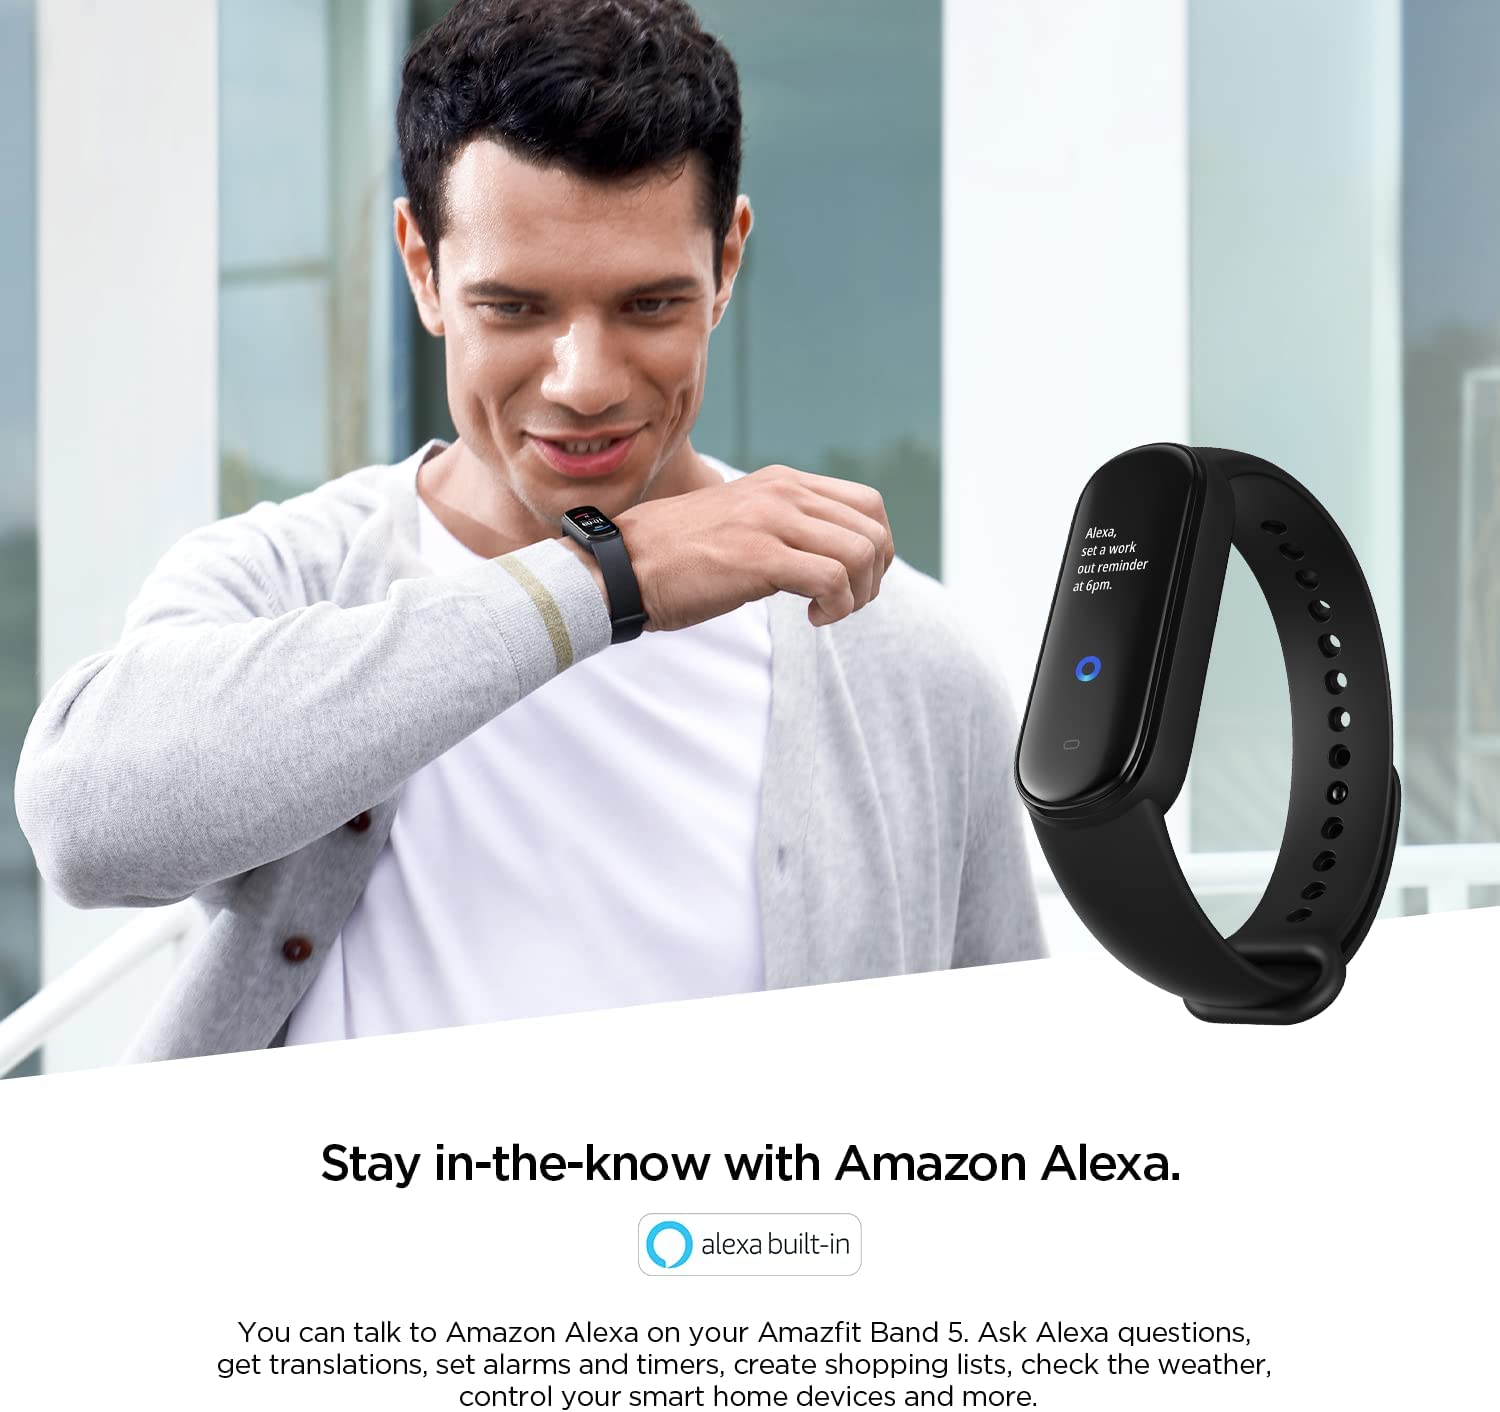 Alexa,
set a work
out reminder
at 6pm.
Stay in-the-know with Amazon Alexa.
alexa built-in
You can talk to Amazon Alexa on your Amazfit Band 5. Ask Alexa questions,
get translations, set alarms and timers, create shopping lists, check the weather,
control your smart home devices and more.